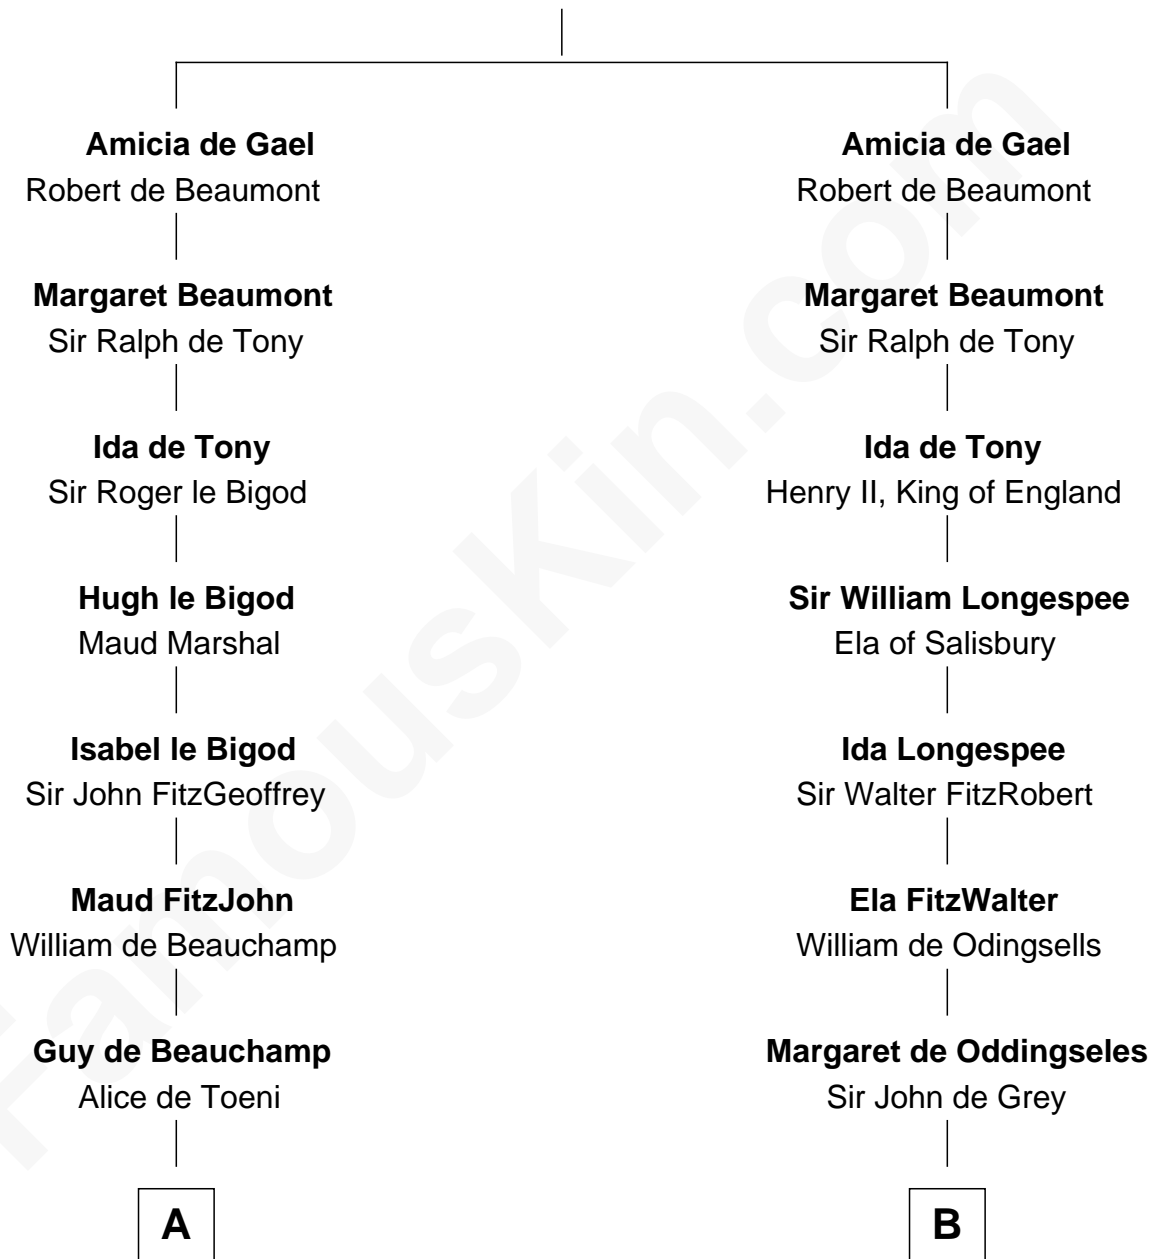 Amicia de Gael
Robert de Beaumont
Margaret Beaumont
Sir Ralph de Tony
Ida de Tony
Sir Roger le Bigod
Hugh le Bigod
Maud Marshal
Isabel le Bigod
Sir John FitzGeoffrey
Maud FitzJohn
William de Beauchamp
Guy de Beauchamp
Alice de Toeni
A
Amicia de Gael
Robert de Beaumont
Margaret Beaumont
Sir Ralph de Tony
Ida de Tony
Henry II, King of England
Sir William Longespee
Ela of Salisbury
Ida Longespee
Sir Walter FitzRobert
Ela FitzWalter
William de Odingsells
Margaret de Oddingseles
Sir John de Grey
B
FamousKin.com